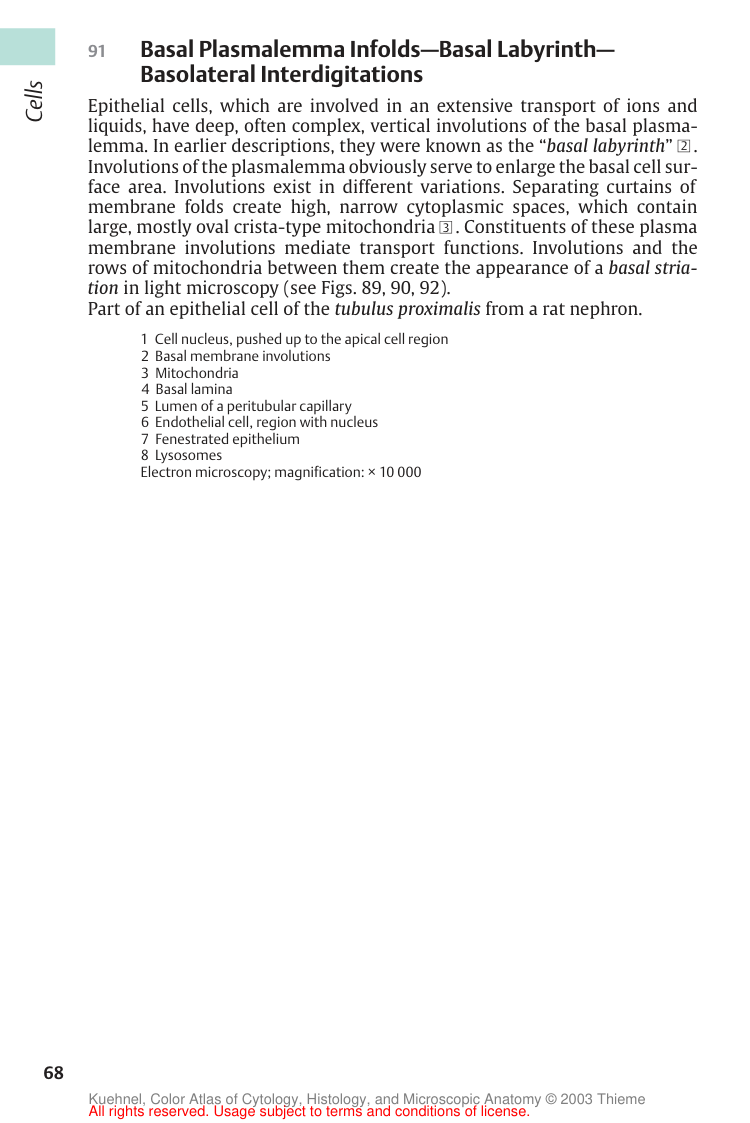 Cells
91 Basal Plasmalemma Infolds—Basal Labyrinth—
Basolateral Interdigitations
Epithelial cells, which are involved in an extensive transport of ions and
liquids, have deep, often complex, vertical involutions of the basal plasma-
lemma. In earlier descriptions, they were known as the “basal labyrinth” 2.
Involutions of the plasmalemma obviously serve to enlarge the basal cell sur-
face area. Involutions exist in different variations. Separating curtains of
membrane folds create high, narrow cytoplasmic spaces, which contain
large, mostly oval crista-type mitochondria 3. Constituents of these plasma
membrane involutions mediate transport functions. Involutions and the
rows of mitochondria between them create the appearance of a basal stria-
tion in light microscopy (see Figs. 89, 90, 92).
Part of an epithelial cell of the tubulus proximalis from a rat nephron.
1 Cell nucleus, pushed up to the apical cell region
2 Basal membrane involutions
3 Mitochondria
4 Basal lamina
5 Lumen of a peritubular capillary
6 Endothelial cell, region with nucleus
7 Fenestrated epithelium
8 Lysosomes
Electron microscopy; magnification: × 10 000
68
Kuehnel, Color Atlas of Cytology, Histology, and Microscopic Anatomy © 2003 Thieme
All rights reserved. Usage subject to terms and conditions of license.